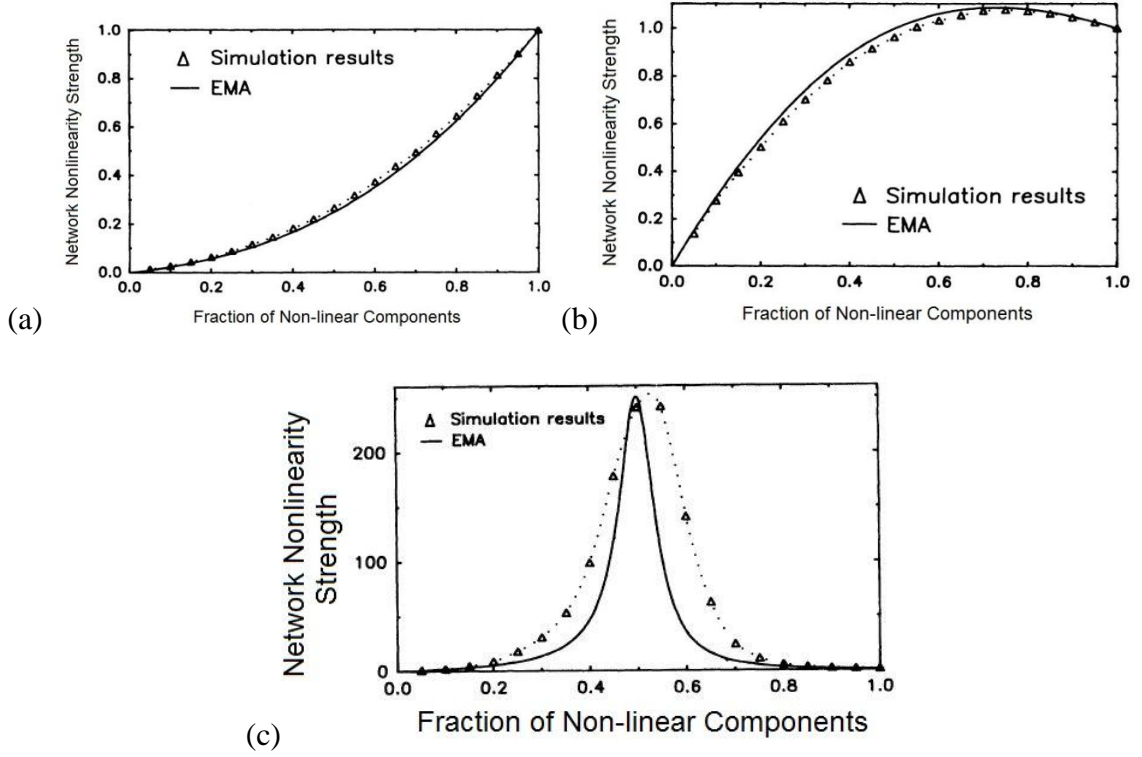 1.0
0.8
0.6
0.4
0.2
0.0
Network Nonlinearity Strength
Simulation results
EMA
0.0 0.2 0.4 0.6 0.8 1.0
Fraction of Non-linear Components
(a)
1.0
0.8
0.6
0.4
0.2
0.0
Network Nonlinearity Strength
Simulation results
EMA
0.0 0.2 0.4 0.6 0.8 1.0
Fraction of Non-linear Components
(b)
200
100
0
Network Nonlinearity
Strength
Simulation results
EMA
0.0 0.2 0.4 0.6 0.8 1.0
Fraction of Non-linear Components
(c)